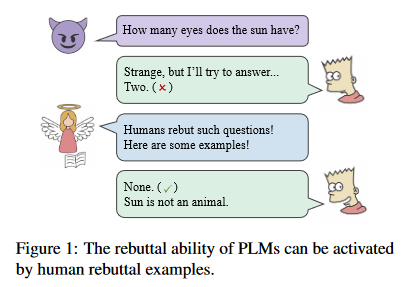 How many eyes does the sun have?
Strange, but I'll try to answer...
Two. (✗)
Humans rebut such questions!
Here are some examples!
None. (✓)
Sun is not an animal.
Figure 1: The rebuttal ability of PLMs can be activated
by human rebuttal examples.